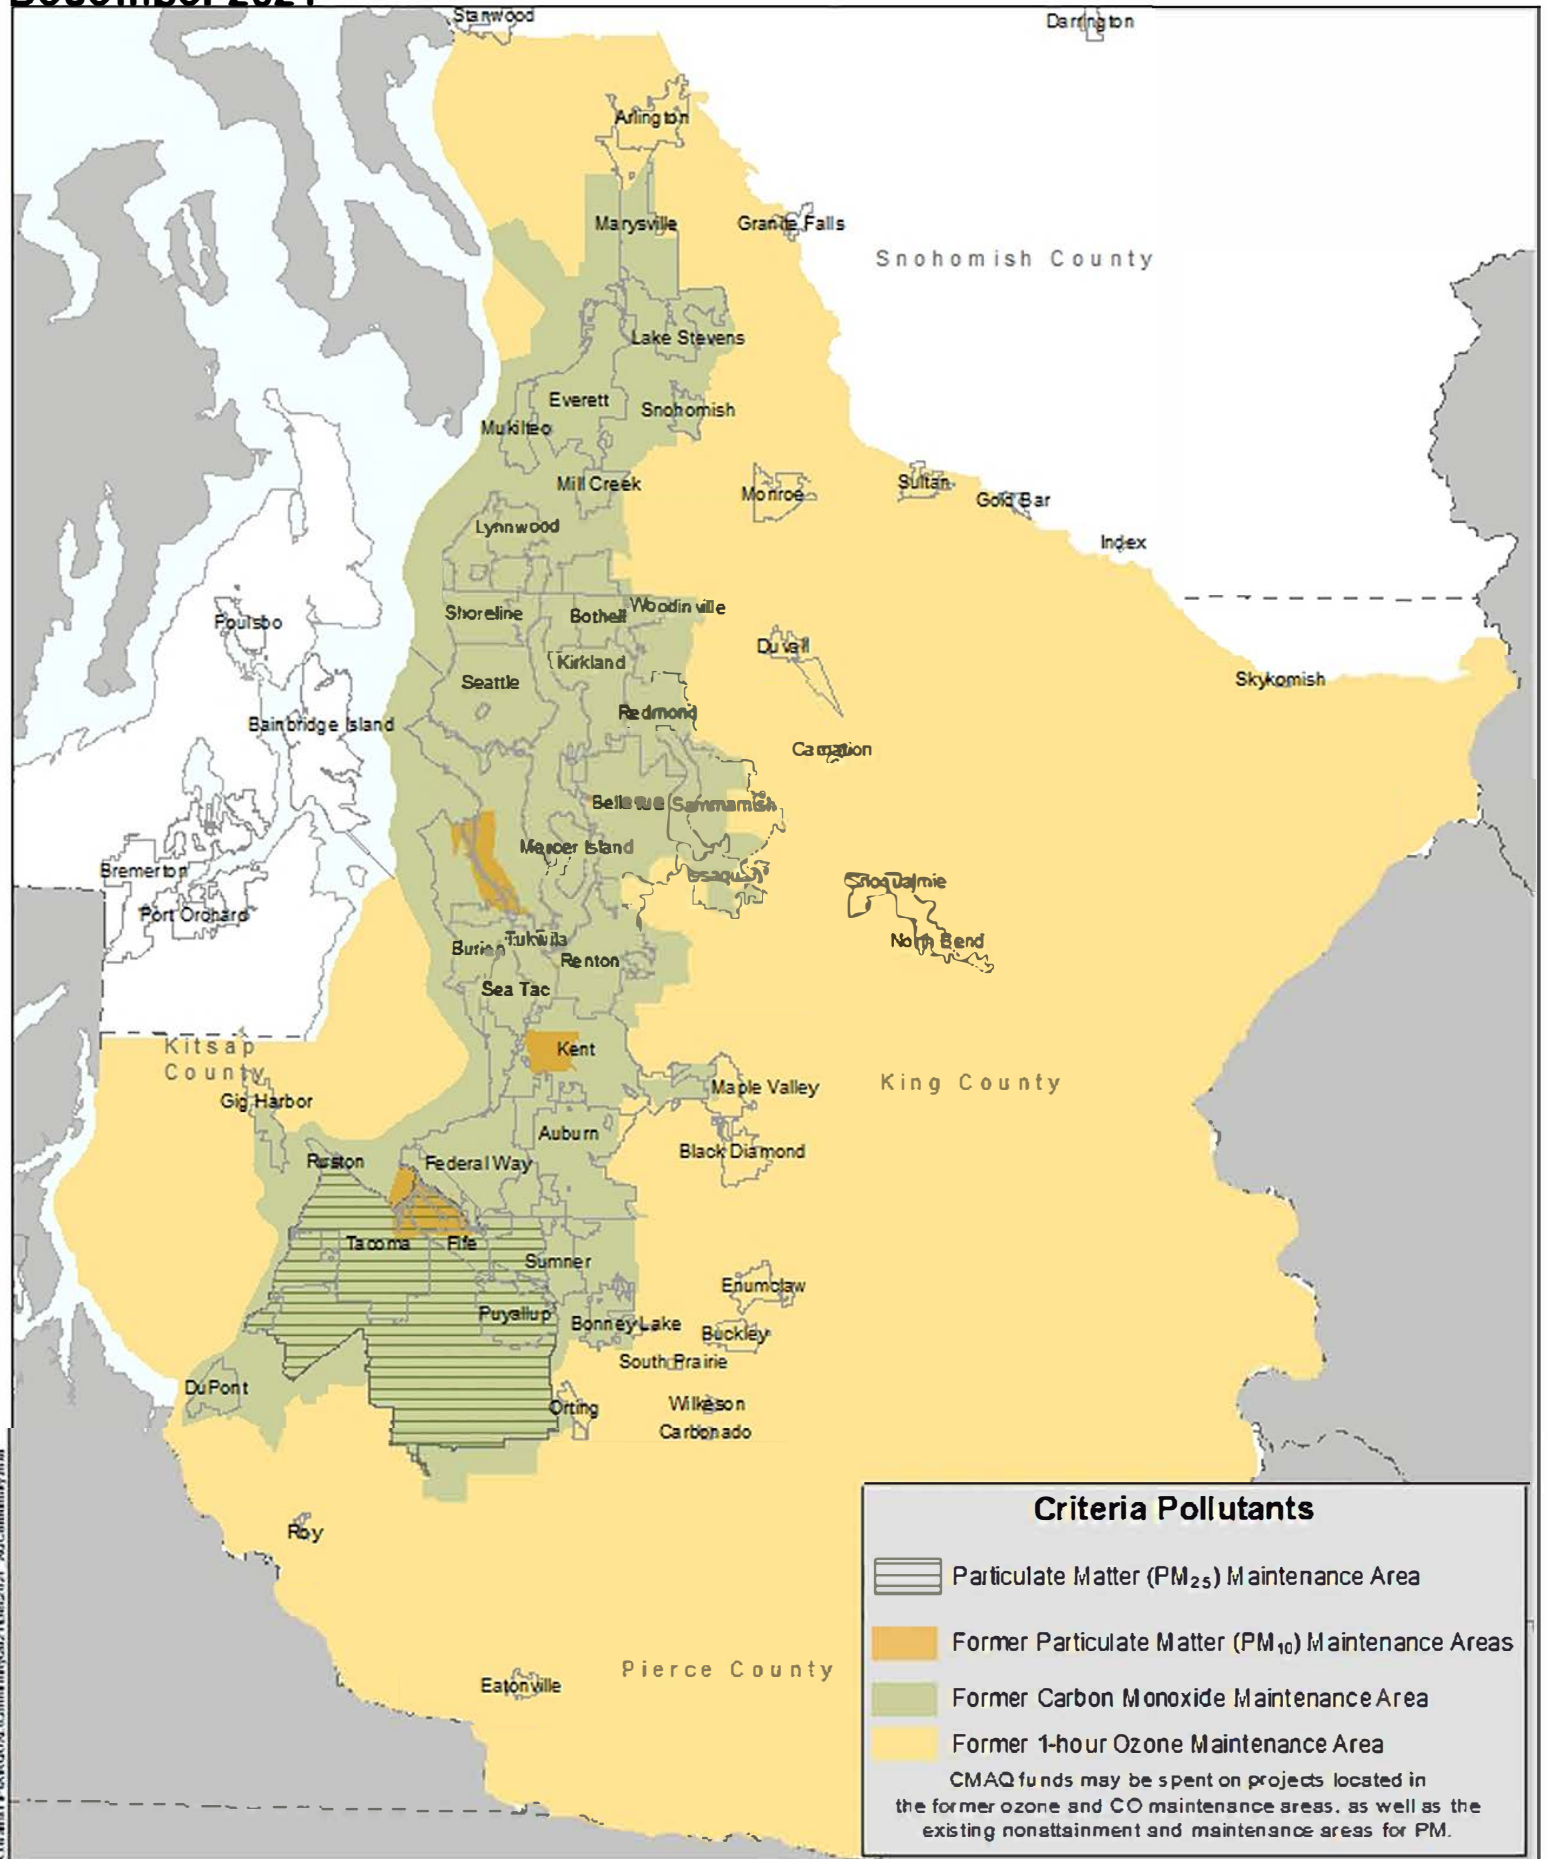 Stanwood
Darrington
Arlington
Marysville
Granite Falls
Snohomish County
Lake Stevens
Everett
Snohomish
Mukilteo
Mill Creek
Monroe
Sultan
Gold Bar
Lynnwood
Index
Shoreline
Bothell
Woodinville
Poulsbo
Duvall
Kirkland
Seattle
Skykomish
Redmond
Bainbridge Island
Carnation
Bellevue
Sammamish
Mercer Island
Bremerton
Issaquah
Snoqualmie
Port Orchard
Tukwila
Burien
North Bend
Renton
Sea Tac
Kitsap
County
Kent
King County
Maple Valley
Gig Harbor
Auburn
Black Diamond
Ruston
Federal Way
Tacoma
Fife
Sumner
Enumclaw
Puyallup
Bonney Lake
Buckley
South Prairie
DuPont
Orting
Wilkeson
Carbonado
Roy
Pierce County
Eatonville
Criteria Pollutants
Particulate Matter (PM25) Maintenance Area
Former Particulate Matter (PM10) Maintenance Areas
Former Carbon Monoxide Maintenance Area
Former 1-hour Ozone Maintenance Area
CMAQ funds may be spent on projects located in
the former ozone and CO maintenance areas, as well as the
existing nonattainment and maintenance areas for PM.